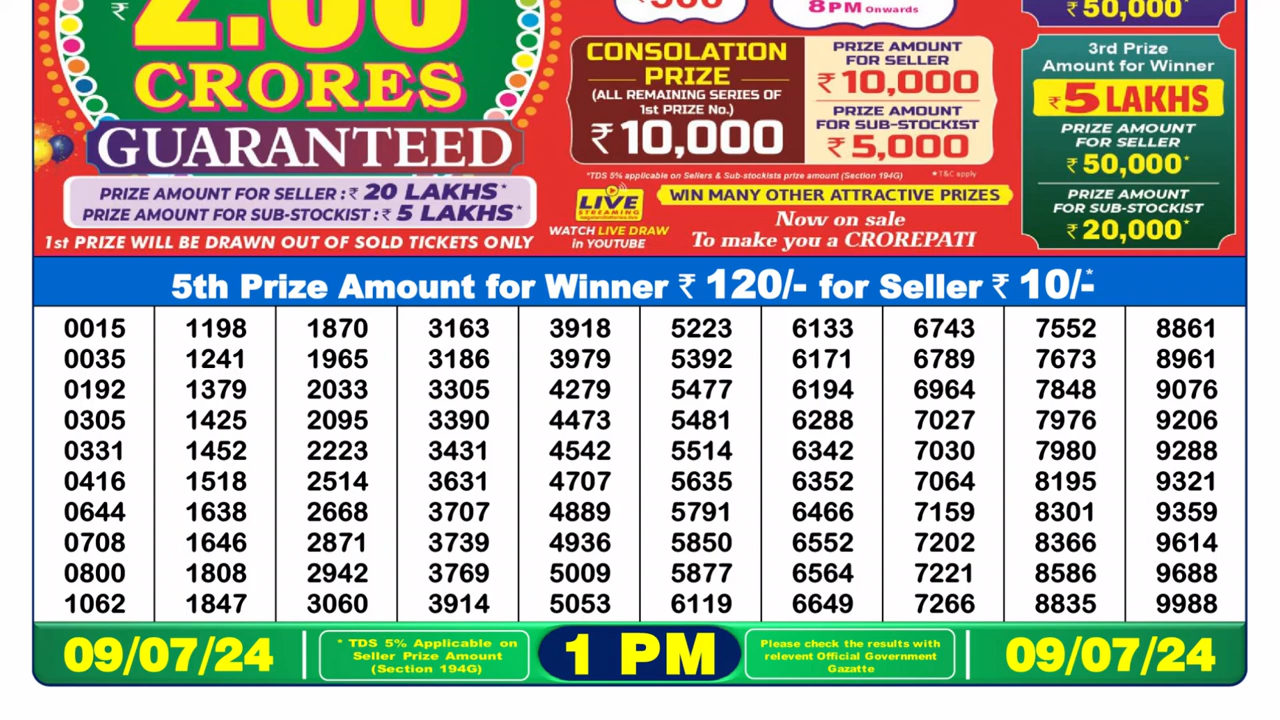 ₹ 2.00
CRORES
GUARANTEED
PRIZE AMOUNT FOR SELLER : ₹ 20 LAKHS*
PRIZE AMOUNT FOR SUB-STOCKIST : ₹ 5 LAKHS*
1st PRIZE WILL BE DRAWN OUT OF SOLD TICKETS ONLY
₹500
8PM Onwards
CONSOLATION
PRIZE
(ALL REMAINING SERIES OF
1st PRIZE No.)
₹ 10,000
PRIZE AMOUNT
FOR SELLER
₹ 10,000
PRIZE AMOUNT
FOR SUB-STOCKIST
₹ 5,000
*TDS 5% applicable on Sellers & Sub-stockists prize amount (Section 194G)
*T&C apply
LIVE
STREAMING
WATCH LIVE DRAW
in YOUTUBE
WIN MANY OTHER ATTRACTIVE PRIZES
Now on sale
To make you a CROREPATI
₹ 50,000*
3rd Prize
Amount for Winner
₹ 5 LAKHS
PRIZE AMOUNT
FOR SELLER
₹ 50,000*
PRIZE AMOUNT
FOR SUB-STOCKIST
₹ 20,000*
5th Prize Amount for Winner ₹ 120/- for Seller ₹ 10/-*
0015 1198 1870 3163 3918 5223 6133 6743 7552 8861
0035 1241 1965 3186 3979 5392 6171 6789 7673 8961
0192 1379 2033 3305 4279 5477 6194 6964 7848 9076
0305 1425 2095 3390 4473 5481 6288 7027 7976 9206
0331 1452 2223 3431 4542 5514 6342 7030 7980 9288
0416 1518 2514 3631 4707 5635 6352 7064 8195 9321
0644 1638 2668 3707 4889 5791 6466 7159 8301 9359
0708 1646 2871 3739 4936 5850 6552 7202 8366 9614
0800 1808 2942 3769 5009 5877 6564 7221 8586 9688
1062 1847 3060 3914 5053 6119 6649 7266 8835 9988
09/07/24
* TDS 5% Applicable on
Seller Prize Amount
(Section 194G)
1 PM
Please check the results with
relevent Official Government
Gazatte
09/07/24